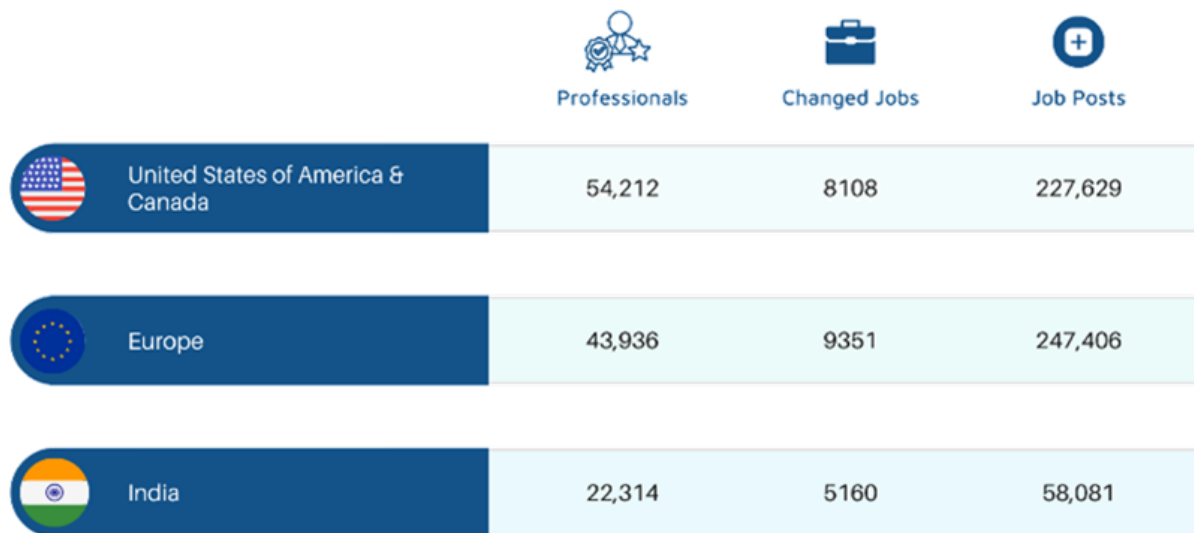 Professionals Changed Jobs Job Posts
United States of America &
Canada
54,212 8108 227,629
Europe 43,936 9351 247,406
India 22,314 5160 58,081